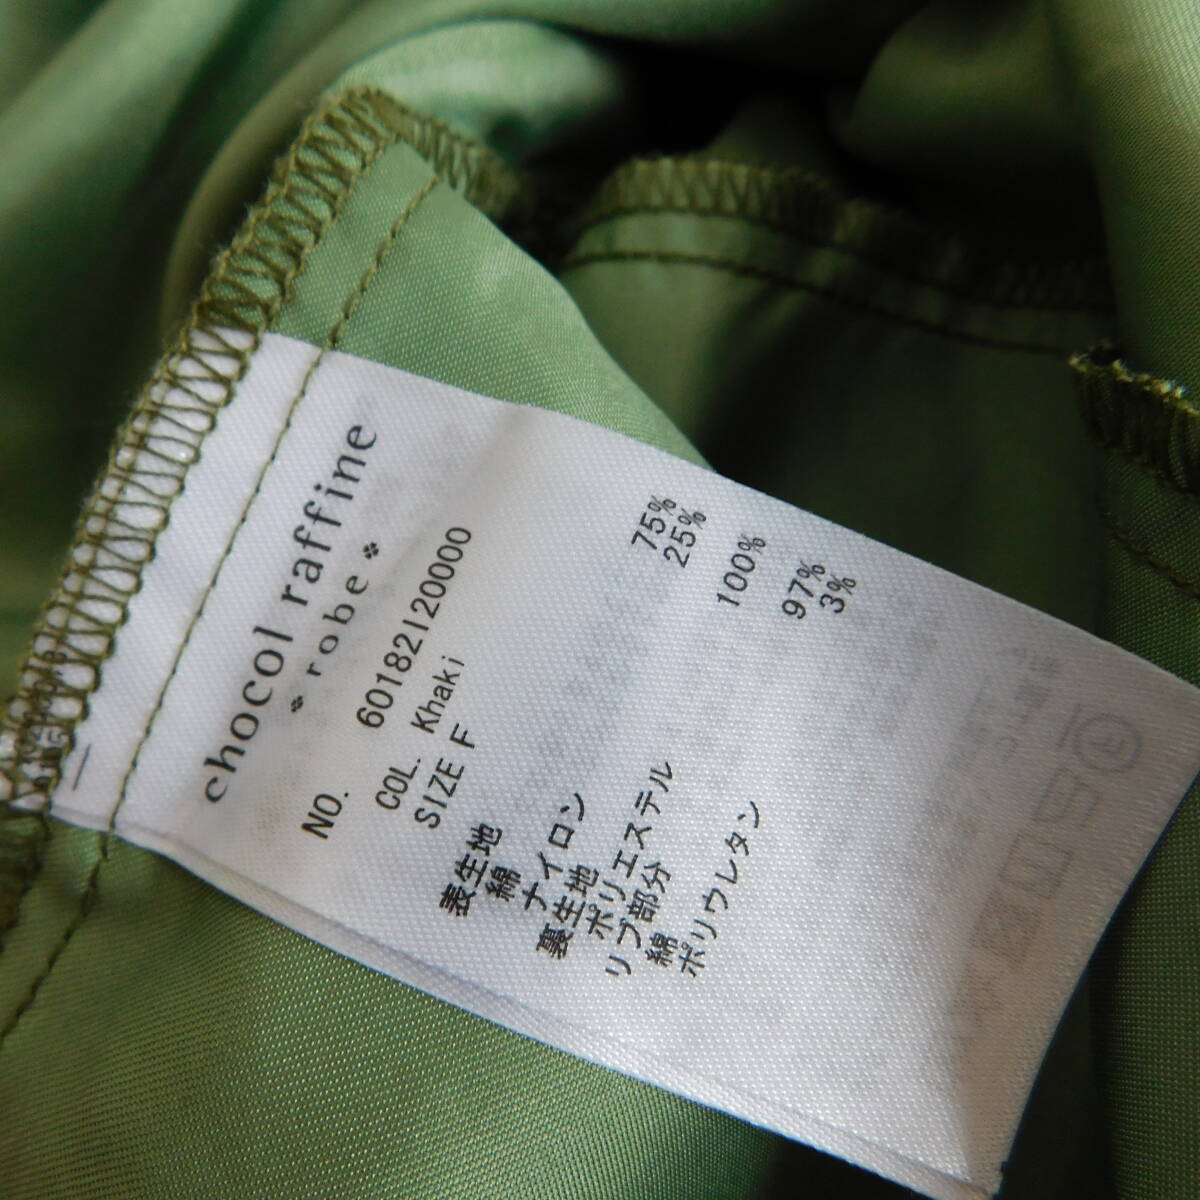 chocol raffine
robe
NO. 60182120000
COL. Khaki
SIZE F
表生地
綿 75%
ナイロン 25%
裏生地
ポリエステル 100%
リブ部分
綿 97%
ポリウレタン 3%